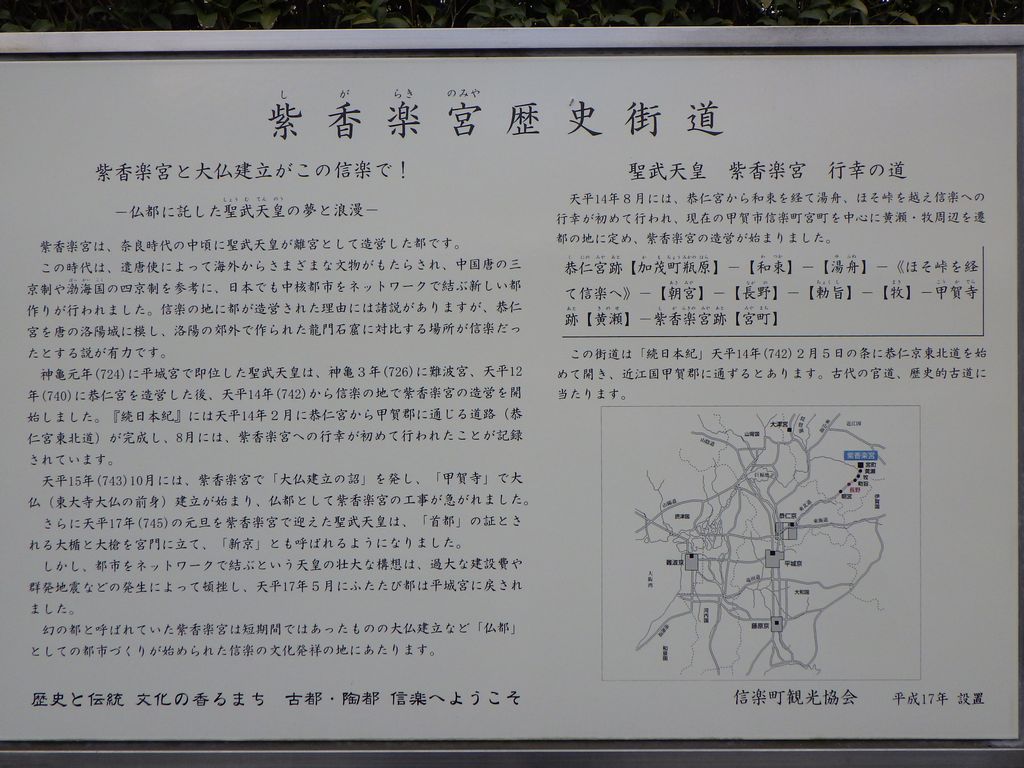 紫香楽宮歴史街道
紫香楽宮と大仏建立がこの信楽で！
－仏都に託した聖武天皇の夢と浪漫－
紫香楽宮は、奈良時代の中頃に聖武天皇が離宮として造営した都です。
この時代は、遣唐使によって海外からさまざまな文物がもたらされ、中国唐の三
京制や渤海国の四京制を参考に、日本でも中核都市をネットワークで結ぶ新しい都
作りが行われました。信楽の地に都が造営された理由には諸説がありますが、恭仁
宮を唐の洛陽城に模し、洛陽の郊外で作られた龍門石窟に対比する場所が信楽だっ
たとする説が有力です。
神亀元年(724)に平城宮で即位した聖武天皇は、神亀３年(726)に難波宮、天平12
年(740)に恭仁宮を造営した後、天平14年(742)から信楽の地で紫香楽宮の造営を開
始しました。『続日本紀』には天平14年２月に恭仁宮から甲賀郡に通じる道路（恭
仁宮東北道）が完成し、8月には、紫香楽宮への行幸が初めて行われたことが記録
されています。
天平15年(743)10月には、紫香楽宮で「大仏建立の詔」を発し、「甲賀寺」で大
仏（東大寺大仏の前身）建立が始まり、仏都として紫香楽宮の工事が急がれました。
さらに天平17年(745)の元旦を紫香楽宮で迎えた聖武天皇は、「首都」の証とさ
れる大楯と大槍を宮門に立て、「新京」とも呼ばれるようになりました。
しかし、都市をネットワークで結ぶという天皇の壮大な構想は、過大な建設費や
群発地震などの発生によって頓挫し、天平17年５月にふたたび都は平城宮に戻され
ました。
幻の都と呼ばれていた紫香楽宮は短期間ではあったものの大仏建立など「仏都」
としての都市づくりが始められた信楽の文化発祥の地にあたります。
歴史と伝統 文化の香るまち 古都・陶都 信楽へようこそ
聖武天皇 紫香楽宮 行幸の道
天平14年８月には、恭仁宮から和束を経て湯舟、ほそ峠を越え信楽への
行幸が初めて行われ、現在の甲賀市信楽町宮町を中心に黄瀬・牧周辺を遷
都の地に定め、紫香楽宮の造営が始まりました。
恭仁宮跡【加茂町瓶原】－【和束】－【湯舟】－《ほそ峠を経
て信楽へ》－【朝宮】－【長野】－【勅旨】－【牧】－甲賀寺
跡【黄瀬】－紫香楽宮跡【宮町】
この街道は「続日本紀」天平14年(742)２月５日の条に恭仁京東北道を始
めて開き、近江国甲賀郡に通ずるとあります。古代の官道、歴史的古道に
当たります。
大津宮
近江国
山背国
山陰道
紫香楽宮
宮町
黄瀬
牧
勅旨
長野
朝宮
伊賀国
山陽道
摂津国
恭仁京
東海道
難波京
平城京
大阪湾
大和国
河内国
藤原京
和泉国
信楽町観光協会 平成17年 設置